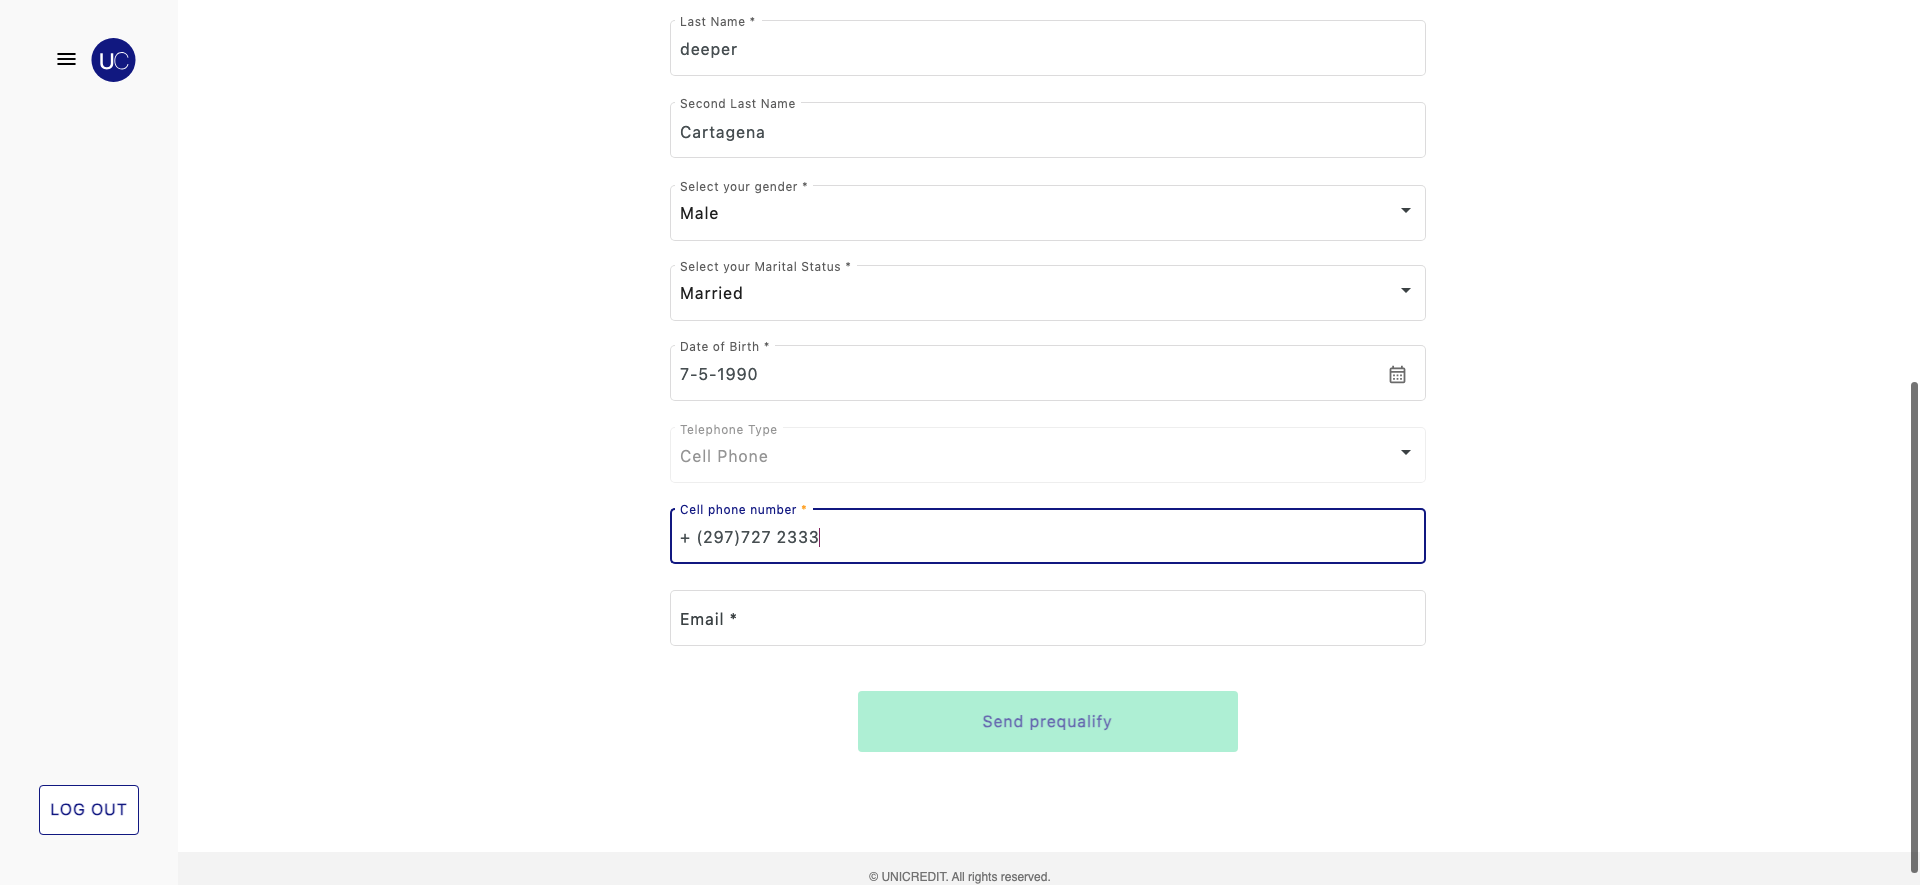 UC
Last Name *
deeper
Second Last Name
Cartagena
Select your gender *
Male
Select your Marital Status *
Married
Date of Birth *
7-5-1990
Telephone Type
Cell Phone
Cell phone number *
+ (297)727 2333
Email *
Send prequalify
LOG OUT
© UNICREDIT. All rights reserved.